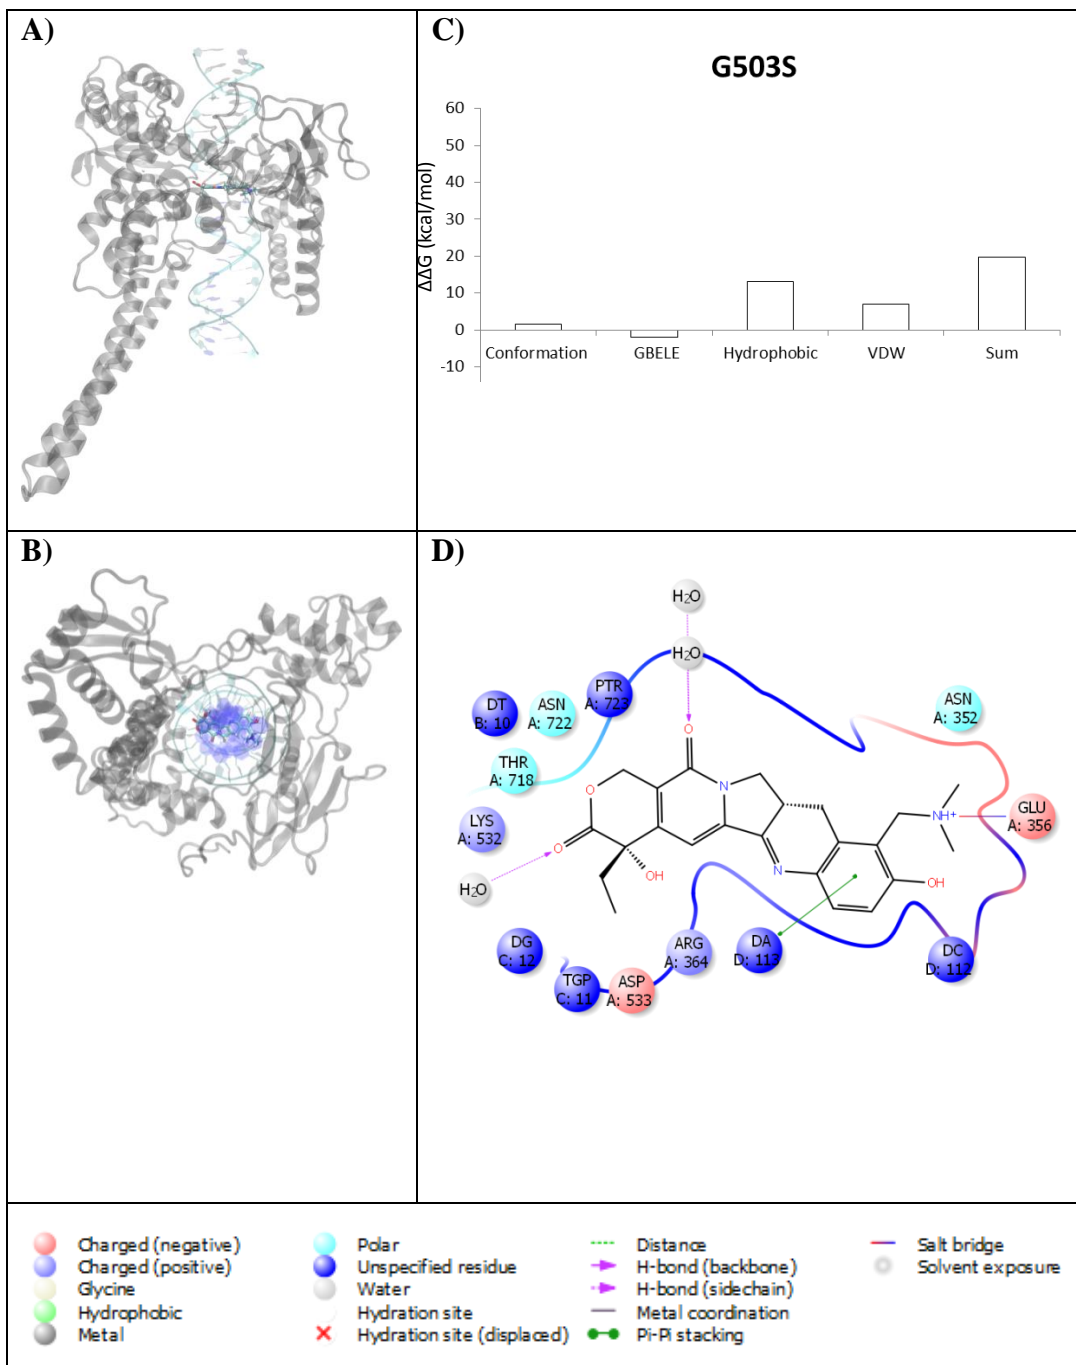 A)
C)
G503S
60
50
40
30
20
10
0
-10
ΔΔG (kcal/mol)
Conformation GBELE Hydrophobic VDW Sum
B)
D)
H2O
H2O
PTR
A: 723
DT
B: 10
ASN
A: 722
ASN
A: 352
THR
A: 718
O
O
N
NH+
GLU
A: 356
LYS
A: 532
O
OH
N
OH
H2O
DG
C: 12
ARG
A: 364
DA
D: 113
DC
D: 112
TGP
C: 11
ASP
A: 533
Charged (negative)
Charged (positive)
Glycine
Hydrophobic
Metal
Polar
Unspecified residue
Water
Hydration site
Hydration site (displaced)
Distance
H-bond (backbone)
H-bond (sidechain)
Metal coordination
Pi-Pi stacking
Salt bridge
Solvent exposure